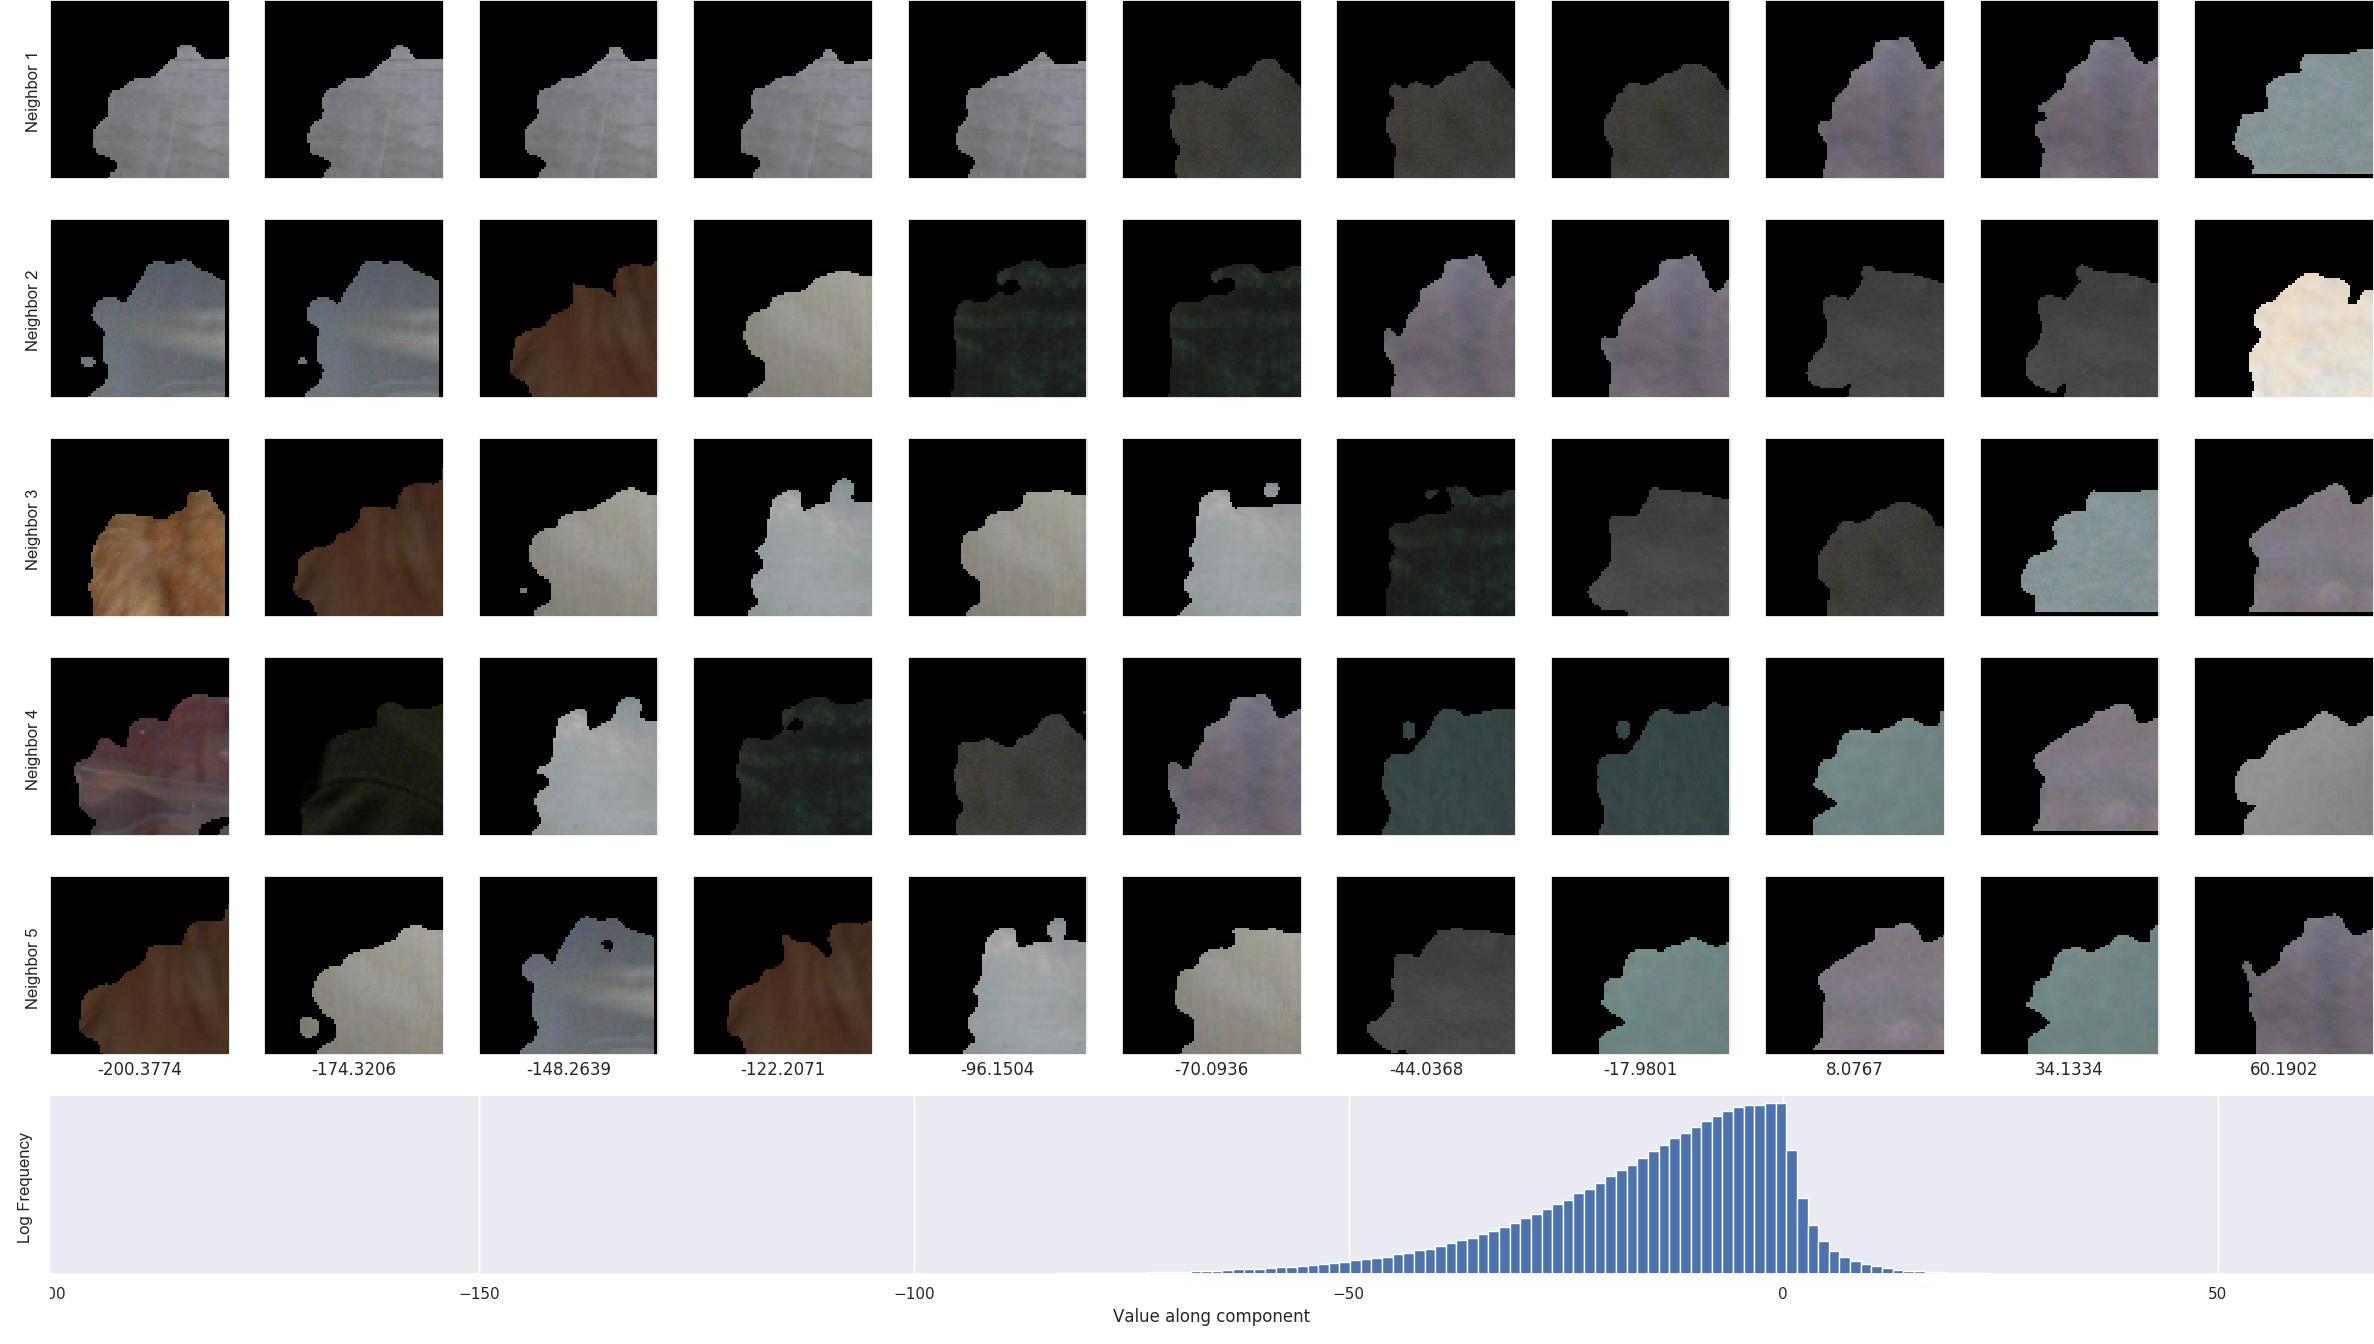 Neighbor 1
Neighbor 2
Neighbor 3
Neighbor 4
Neighbor 5
-200.3774 -174.3206 -148.2639 -122.2071 -96.1504 -70.0936 -44.0368 -17.9801 8.0767 34.1334 60.1902
Log Frequency
00 −150 −100 −50 0 50
Value along component